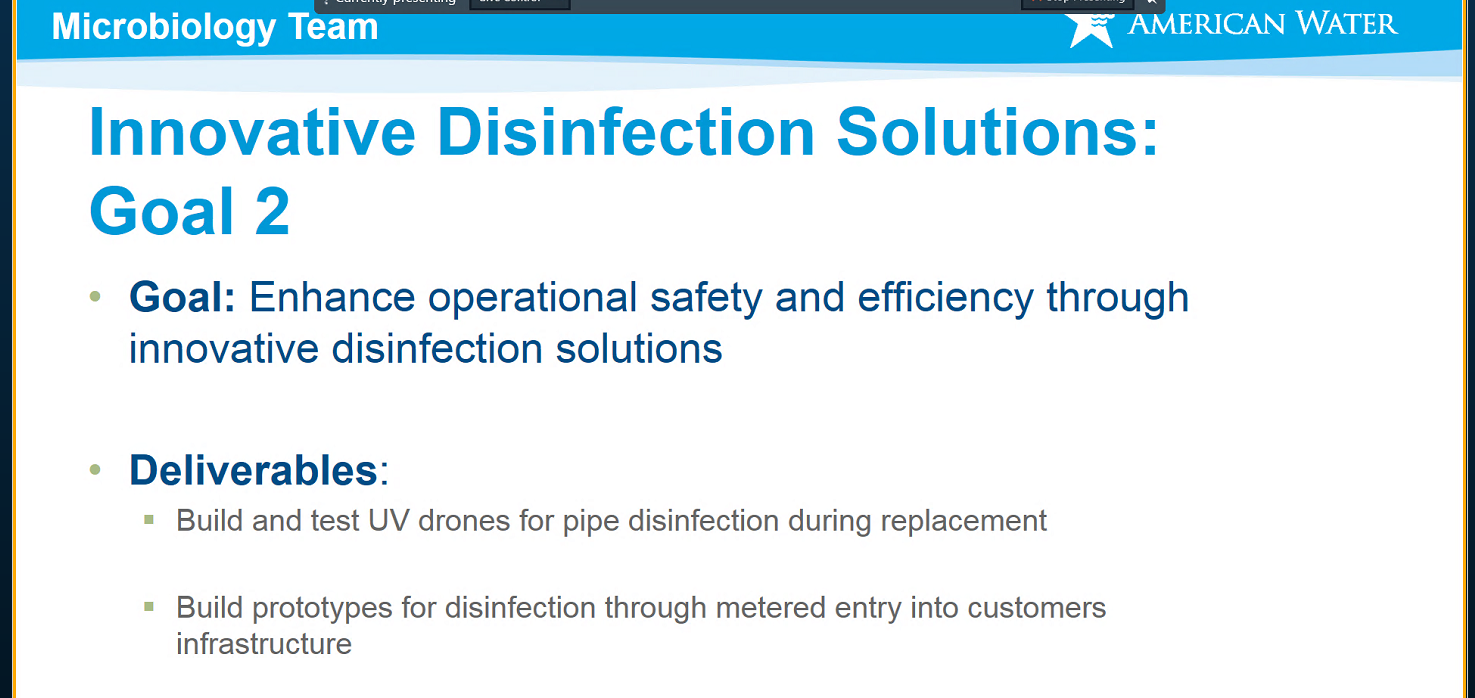 Currently presenting
Microbiology Team
AMERICAN WATER
Innovative Disinfection Solutions:
Goal 2
• Goal: Enhance operational safety and efficiency through
innovative disinfection solutions
• Deliverables:
▪ Build and test UV drones for pipe disinfection during replacement
▪ Build prototypes for disinfection through metered entry into customers
infrastructure